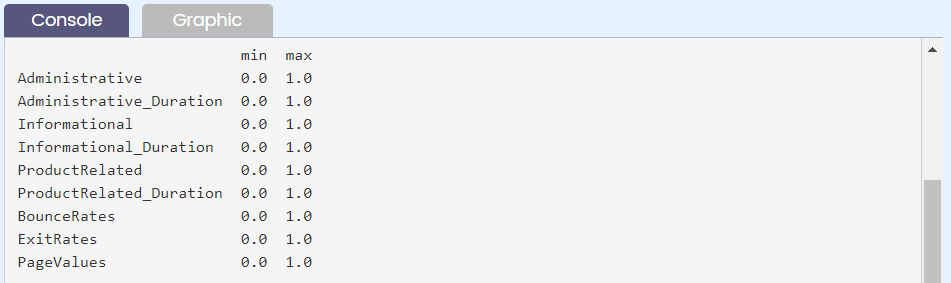 Console Graphic
min max
Administrative 0.0 1.0
Administrative_Duration 0.0 1.0
Informational 0.0 1.0
Informational_Duration 0.0 1.0
ProductRelated 0.0 1.0
ProductRelated_Duration 0.0 1.0
BounceRates 0.0 1.0
ExitRates 0.0 1.0
PageValues 0.0 1.0